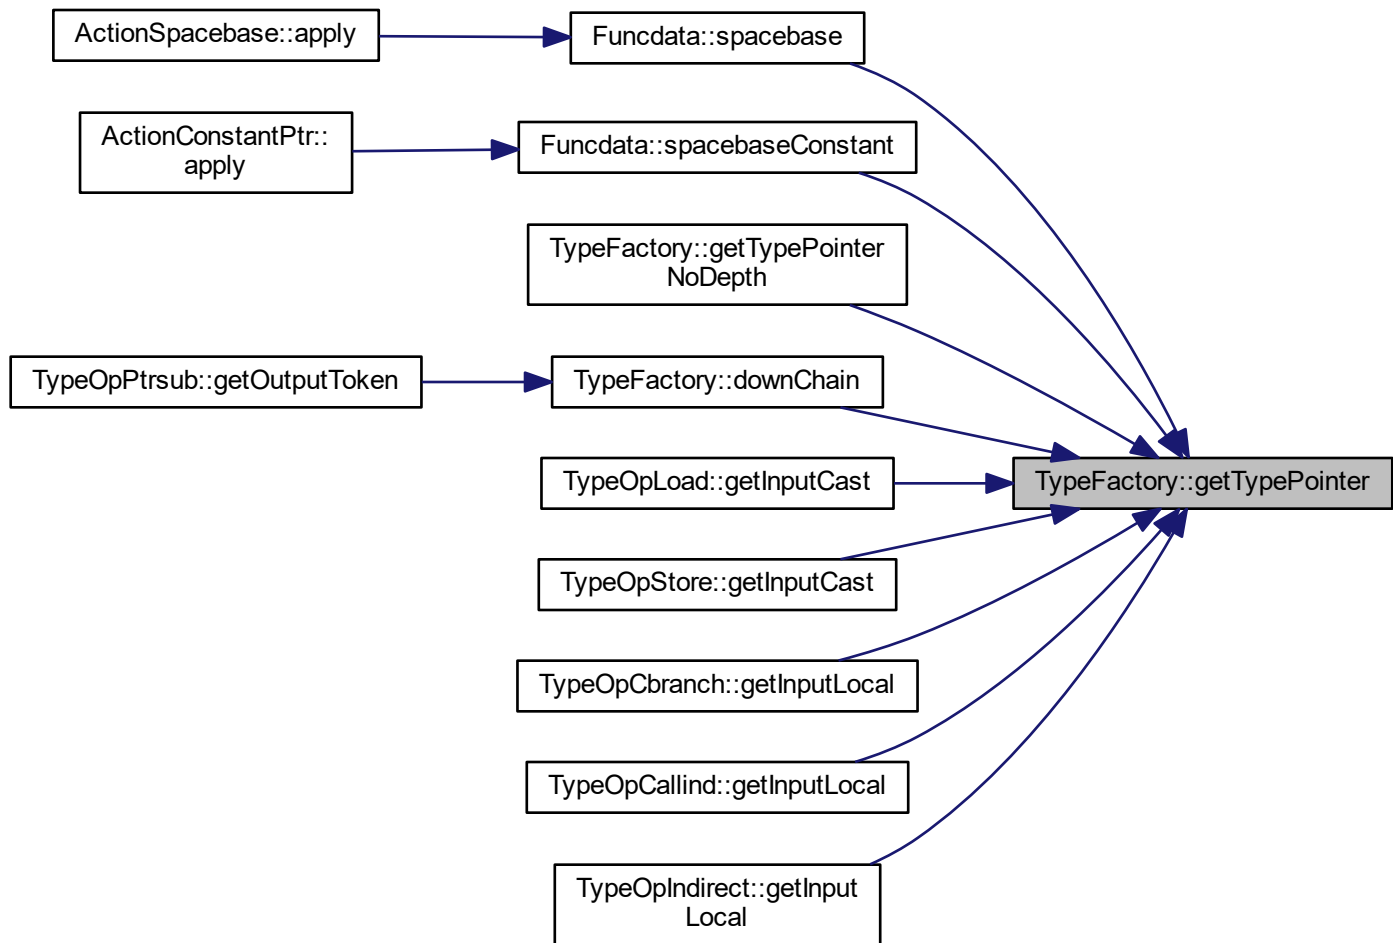 ActionSpacebase::apply
Funcdata::spacebase
ActionConstantPtr::
apply
Funcdata::spacebaseConstant
TypeFactory::getTypePointer
NoDepth
TypeOpPtrsub::getOutputToken
TypeFactory::downChain
TypeOpLoad::getInputCast
TypeFactory::getTypePointer
TypeOpStore::getInputCast
TypeOpCbranch::getInputLocal
TypeOpCallind::getInputLocal
TypeOpIndirect::getInput
Local